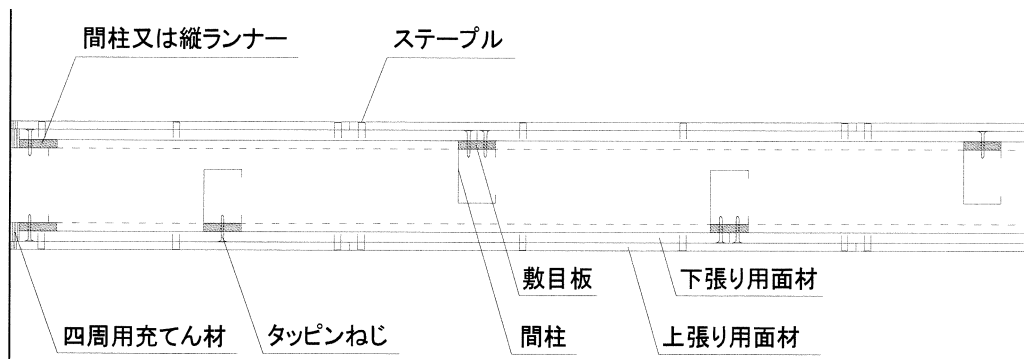 間柱又は縦ランナー
ステープル
敷目板
下張り用面材
四周用充てん材
タッピンねじ
間柱
上張り用面材